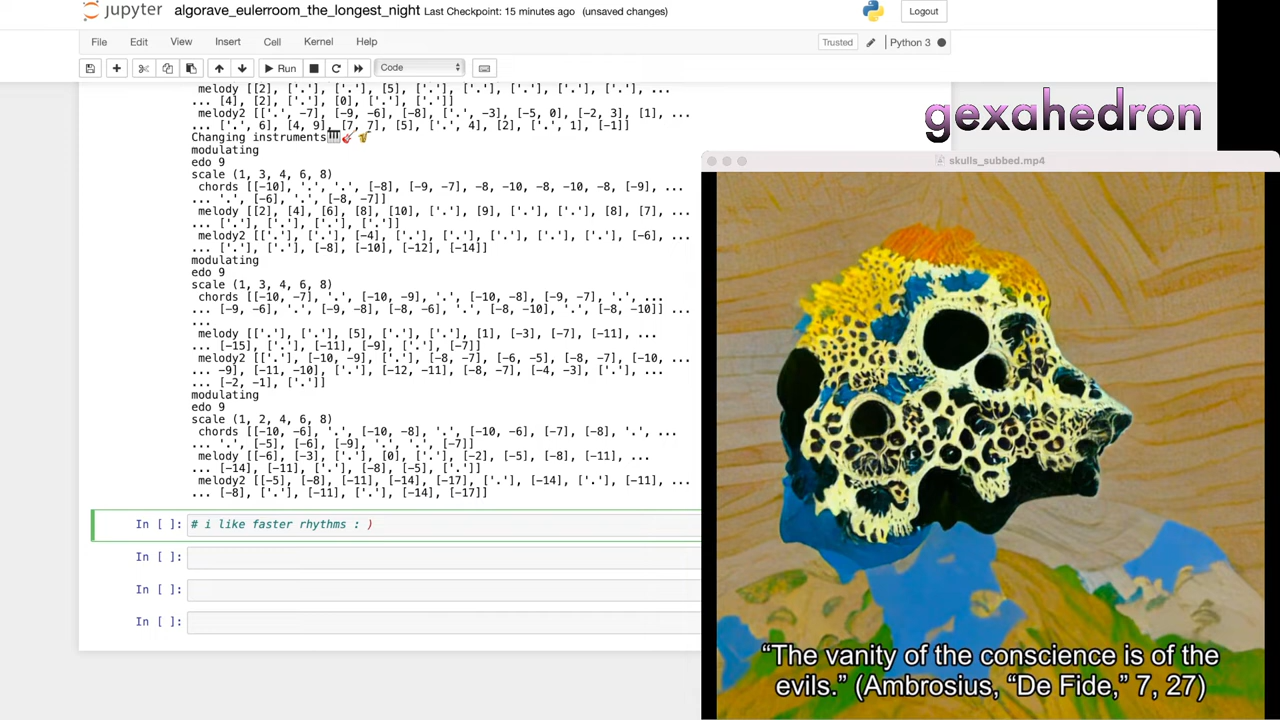 jupyter algorave_eulerroom_the_longest_night Last Checkpoint: 15 minutes ago (unsaved changes) Logout
File Edit View Insert Cell Kernel Help Trusted Python 3
Run Code
melody [[2], ['.'], ['.'], [5], ['.'], ['.'], ['.'], ['.'], ['.'], ...
... [4], [2], ['.'], [0], ['.'], ['.']]
melody2 [['.', -7], [-9, -6], [-8], ['.', -3], [-5, 0], [-2, 3], [1], ...
... ['.', 6], [4, 9], [7, 7], [5], ['.', 4], [2], ['.', 1], [-1]]
Changing instruments🎹🎸🎷
modulating
edo 9
scale (1, 3, 4, 6, 8)
chords [[-10], '.', '.', [-8], [-9, -7], -8, -10, -8, -10, -8, [-9], ...
... '.', [-6], '.', [-8, -7]]
melody [[2], [4], [6], [8], [10], ['.'], [9], ['.'], ['.'], [8], [7], ...
... ['.'], ['.'], ['.'], ['.']]
melody2 [['.'], ['.'], [-4], ['.'], ['.'], ['.'], ['.'], ['.'], [-6], ...
... ['.'], ['.'], [-8], [-10], [-12], [-14]]
modulating
edo 9
scale (1, 3, 4, 6, 8)
chords [[-10, -7], '.', [-10, -9], '.', [-10, -8], [-9, -7], '.', ...
... [-9, -6], '.', [-9, -8], [-8, -6], '.', [-8, -10], '.', [-8, -10]] ...
...
melody [['.'], ['.'], [5], ['.'], ['.'], [1], [-3], [-7], [-11], ...
... [-15], ['.'], [-11], [-9], ['.'], [-7]]
melody2 [['.'], [-10, -9], ['.'], [-8, -7], [-6, -5], [-8, -7], [-10, ...
... -9], [-11, -10], ['.'], [-12, -11], [-8, -7], [-4, -3], ['.'], ...
... [-2, -1], ['.']]
modulating
edo 9
scale (1, 2, 4, 6, 8)
chords [[-10, -6], '.', [-10, -8], '.', [-10, -6], [-7], [-8], '.', ...
... '.', [-5], [-6], [-9], '.', '.', [-7]]
melody [[-6], [-3], ['.'], [0], ['.'], [-2], [-5], [-8], [-11], ...
... [-14], [-11], ['.'], [-8], [-5], ['.']]
melody2 [[-5], [-8], [-11], [-14], [-17], ['.'], [-14], ['.'], [-11], ...
... [-8], ['.'], [-11], ['.'], [-14], [-17]]
In [ ]: # i like faster rhythms : )
In [ ]:
In [ ]:
In [ ]:
gexahedron
skulls_subbed.mp4
“The vanity of the conscience is of the
evils.” (Ambrosius, “De Fide,” 7, 27)